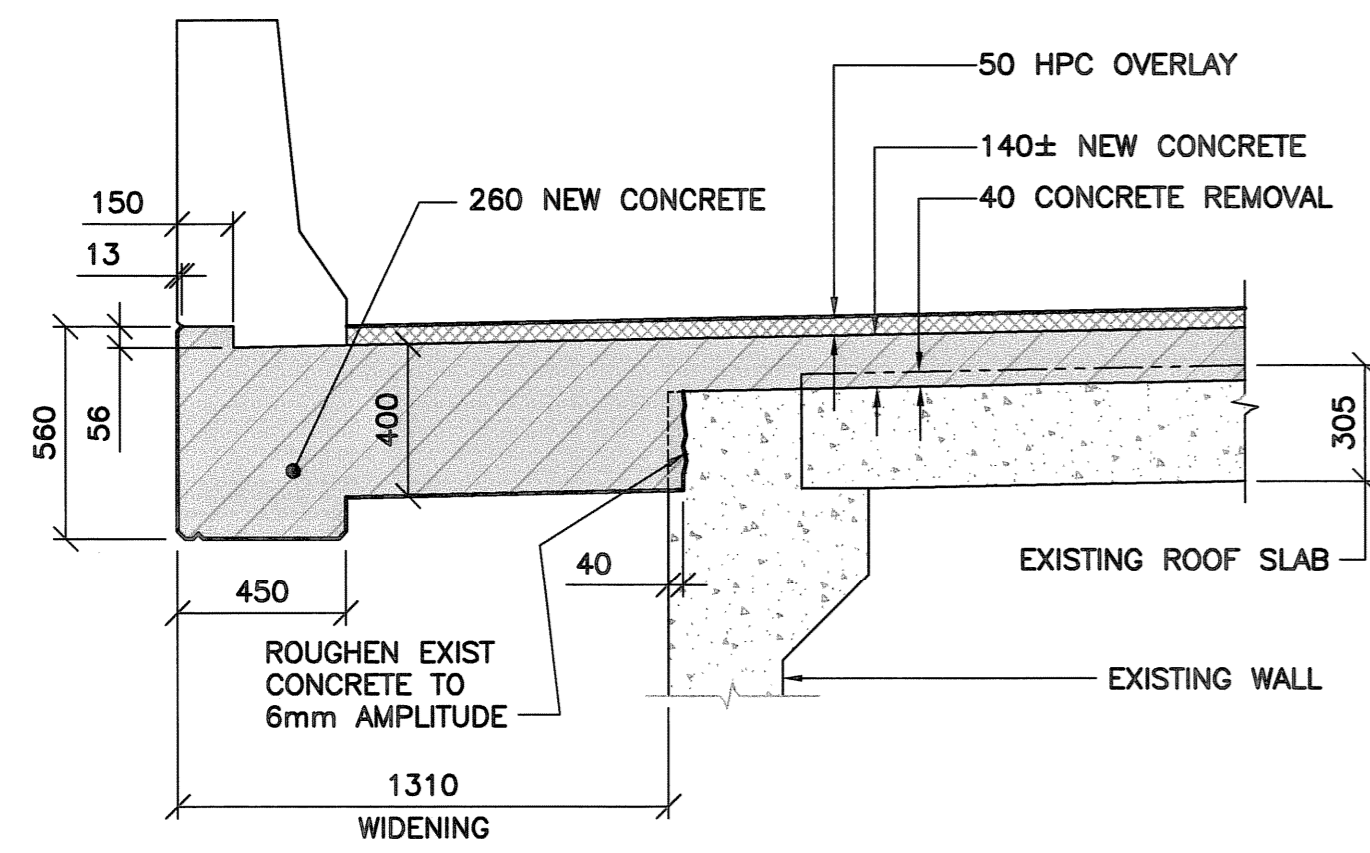 50 HPC OVERLAY
140± NEW CONCRETE
40 CONCRETE REMOVAL
260 NEW CONCRETE
150
13
560
56
400
305
40
450
EXISTING ROOF SLAB
ROUGHEN EXIST
CONCRETE TO
6mm AMPLITUDE
EXISTING WALL
1310
WIDENING